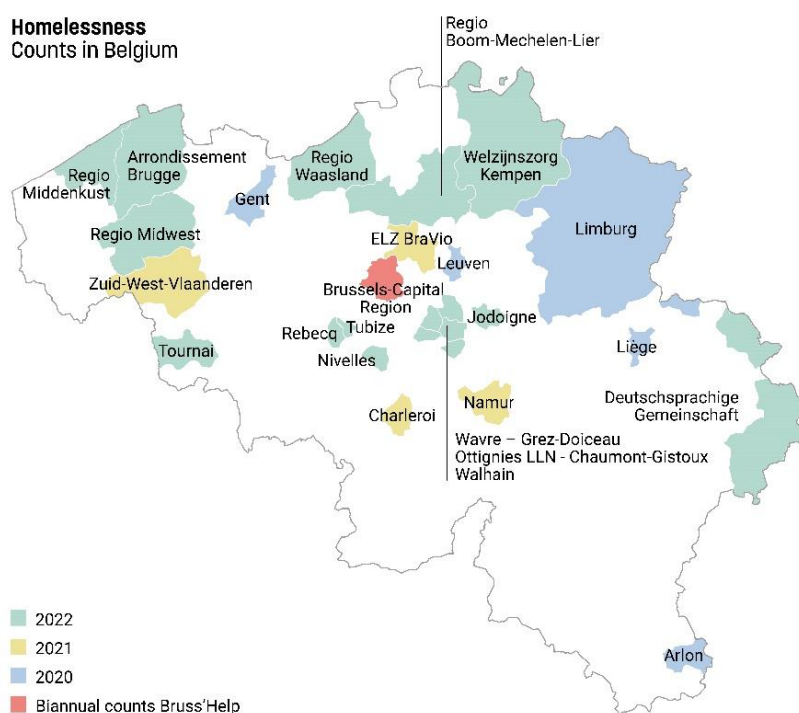 Homelessness
Counts in Belgium
Regio
Boom-Mechelen-Lier
Arrondissement
Brugge
Regio
Middenkust
Regio
Waasland
Welzijnszorg
Kempen
Gent
Regio Midwest
Limburg
ELZ BraVio
Leuven
Zuid-West-Vlaanderen
Brussels-Capital
Region
Rebecq
Tubize
Jodoigne
Tournai
Nivelles
Liège
Charleroi
Namur
Deutschsprachige
Gemeinschaft
Wavre – Grez-Doiceau
Ottignies LLN - Chaumont-Gistoux
Walhain
Arlon
2022
2021
2020
Biannual counts Bruss'Help